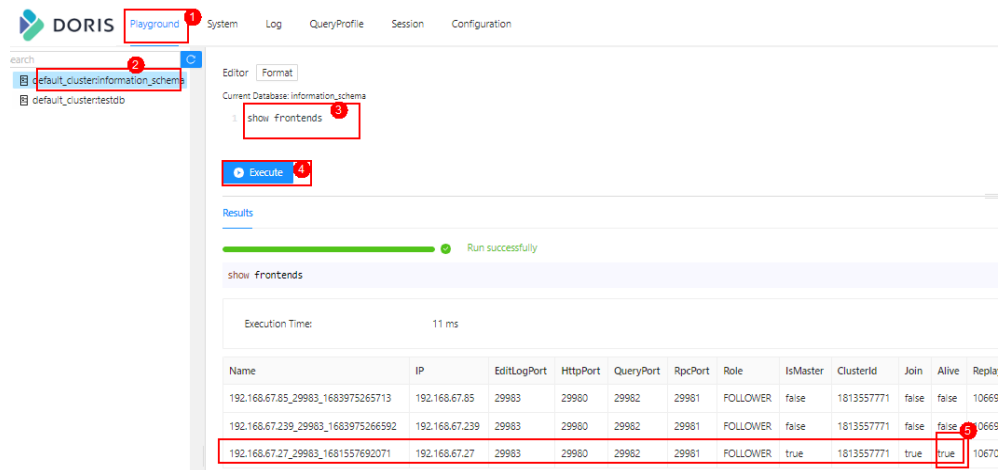 DORIS Playground 1 System Log QueryProfile Session Configuration
earch
2
default_cluster:information_schema
default_cluster:testdb
Editor Format
Current Database: information_schema
3
1 show frontends
Execute 4
Results
Run successfully
show frontends
Execution Time: 11 ms
Name IP EditLogPort HttpPort QueryPort RpcPort Role IsMaster ClusterId Join Alive Replay
192.168.67.85_29983_1683975265713 192.168.67.85 29983 29980 29982 29981 FOLLOWER false 1813557771 false false 10669
192.168.67.239_29983_1683975266592 192.168.67.239 29983 29980 29982 29981 FOLLOWER false 1813557771 false false 10669
5
192.168.67.27_29983_1681557692071 192.168.67.27 29983 29980 29982 29981 FOLLOWER true 1813557771 true true 10670